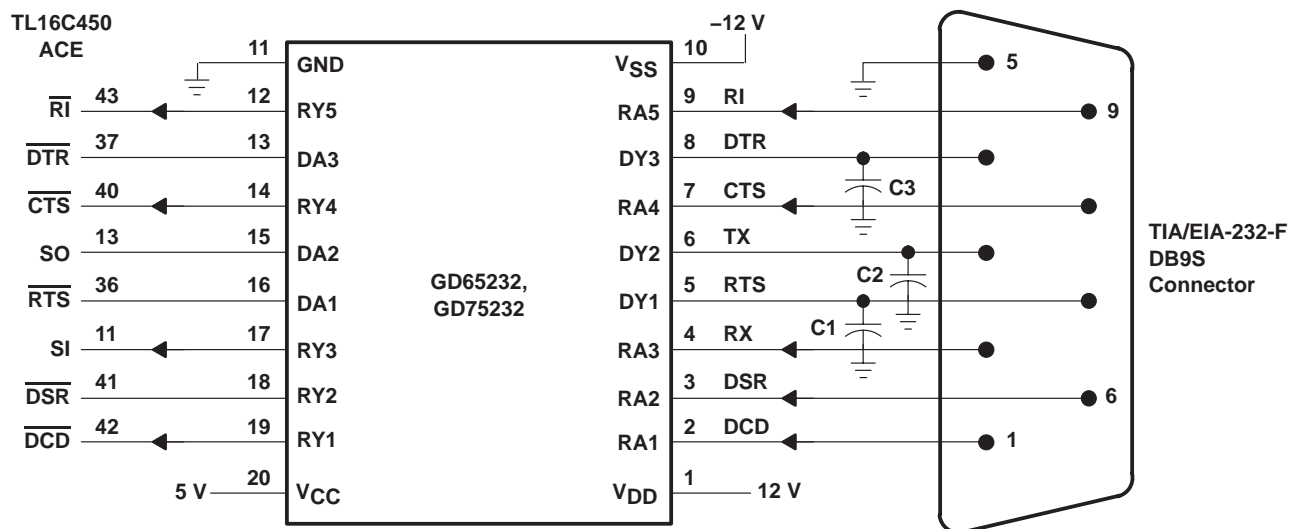 TL16C450
ACE
11 GND VSS 10 –12 V 5
RI 43 12 RY5 RA5 9 RI 9
DTR 37 13 DA3 DY3 8 DTR
C3
CTS 40 14 RY4 RA4 7 CTS
SO 13 15 DA2 DY2 6 TX
C2
RTS 36 16 DA1 DY1 5 RTS
C1
SI 11 17 RY3 RA3 4 RX
DSR 41 18 RY2 RA2 3 DSR 6
DCD 42 19 RY1 RA1 2 DCD 1
5 V 20 VCC VDD 1 12 V
GD65232,
GD75232
TIA/EIA-232-F
DB9S
Connector